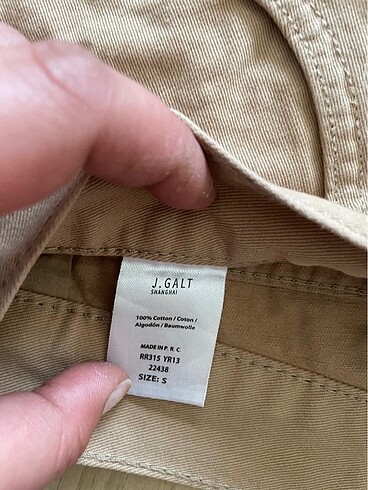 J.GALT
SHANGHAI
100% Cotton / Coton /
Algodón / Baumwolle
MADE IN P. R. C.
RR315 YR13
22438
SIZE: S